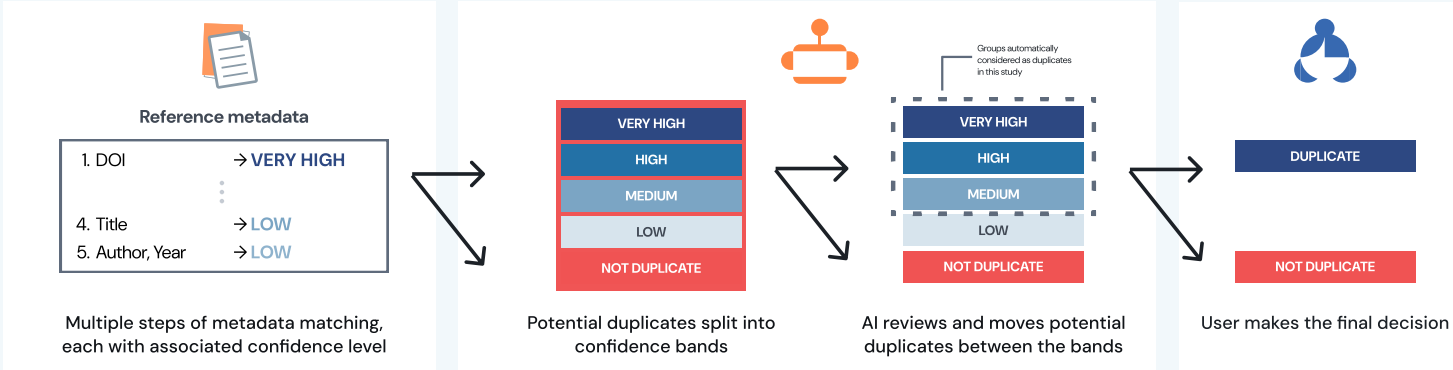 Reference metadata
1. DOI → VERY HIGH
4. Title → LOW
5. Author, Year → LOW
Multiple steps of metadata matching,
each with associated confidence level
VERY HIGH
HIGH
MEDIUM
LOW
NOT DUPLICATE
Potential duplicates split into
confidence bands
Groups automatically
considered as duplicates
in this study
VERY HIGH
HIGH
MEDIUM
LOW
NOT DUPLICATE
AI reviews and moves potential
duplicates between the bands
DUPLICATE
NOT DUPLICATE
User makes the final decision